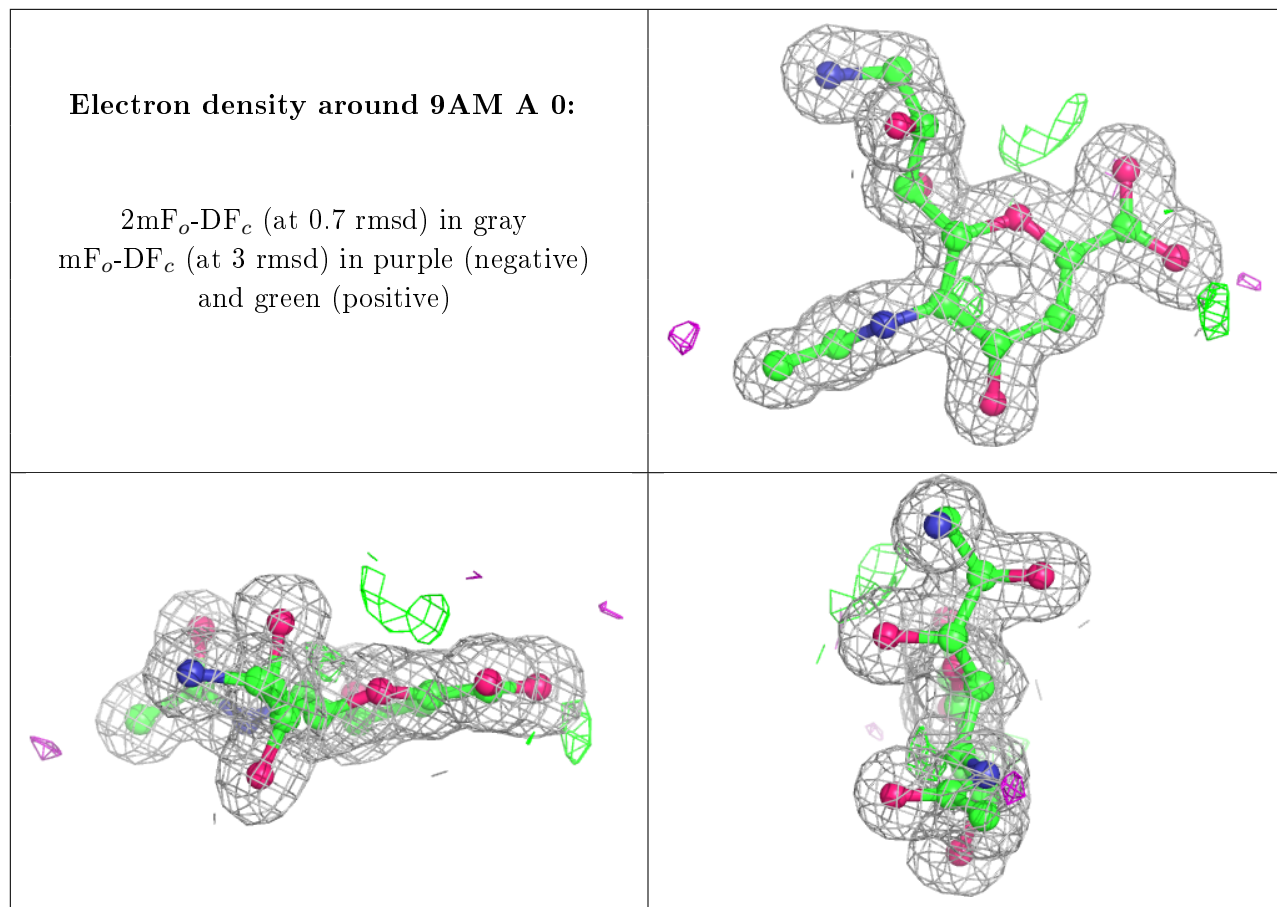 Electron density around 9AM A 0:
2mFₒ-DF𝒸 (at 0.7 rmsd) in gray
mFₒ-DF𝒸 (at 3 rmsd) in purple (negative)
and green (positive)